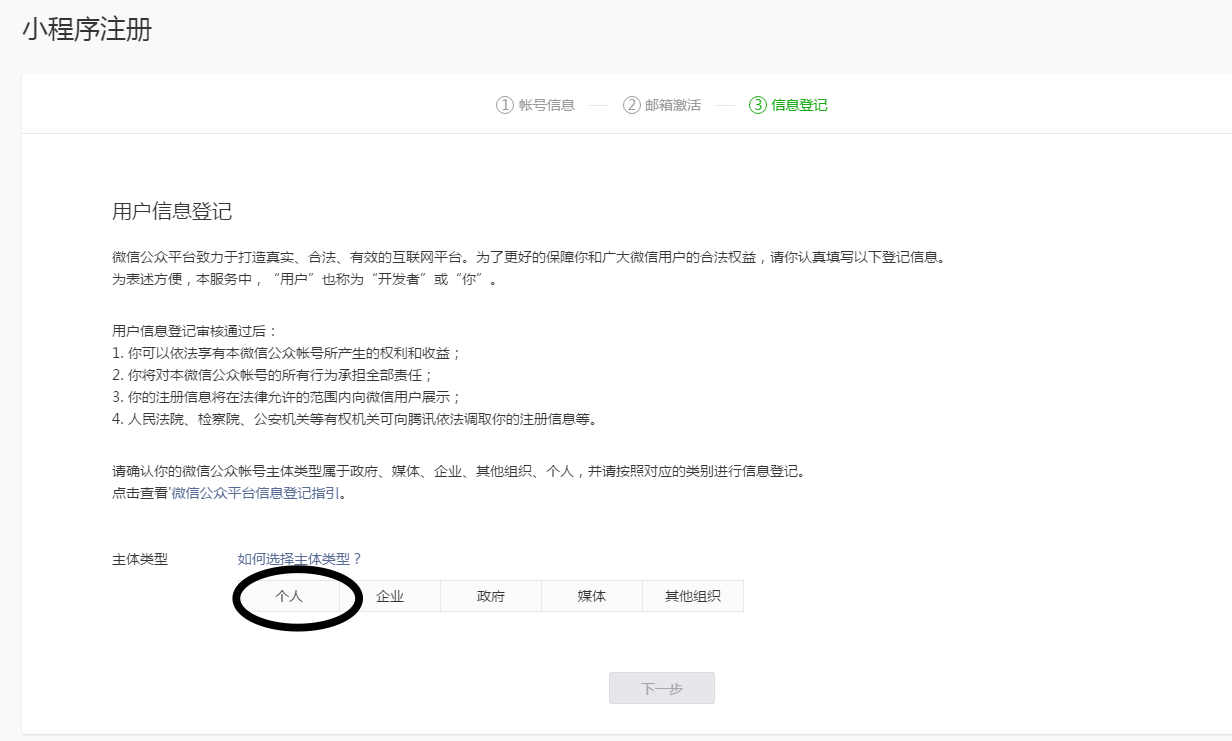 小程序注册
① 帐号信息 ② 邮箱激活 ③ 信息登记
用户信息登记
微信公众平台致力于打造真实、合法、有效的互联网平台。为了更好的保障你和广大微信用户的合法权益，请你认真填写以下登记信息。
为表述方便，本服务中，“用户”也称为“开发者”或“你”。
用户信息登记审核通过后：
1. 你可以依法享有本微信公众帐号所产生的权利和收益；
2. 你将对本微信公众帐号的所有行为承担全部责任；
3. 你的注册信息将在法律允许的范围内向微信用户展示；
4. 人民法院、检察院、公安机关等有权机关可向腾讯依法调取你的注册信息等。
请确认你的微信公众帐号主体类型属于政府、媒体、企业、其他组织、个人，并请按照对应的类别进行信息登记。
点击查看'微信公众平台信息登记指引。
主体类型 如何选择主体类型？
个人 企业 政府 媒体 其他组织
下一步